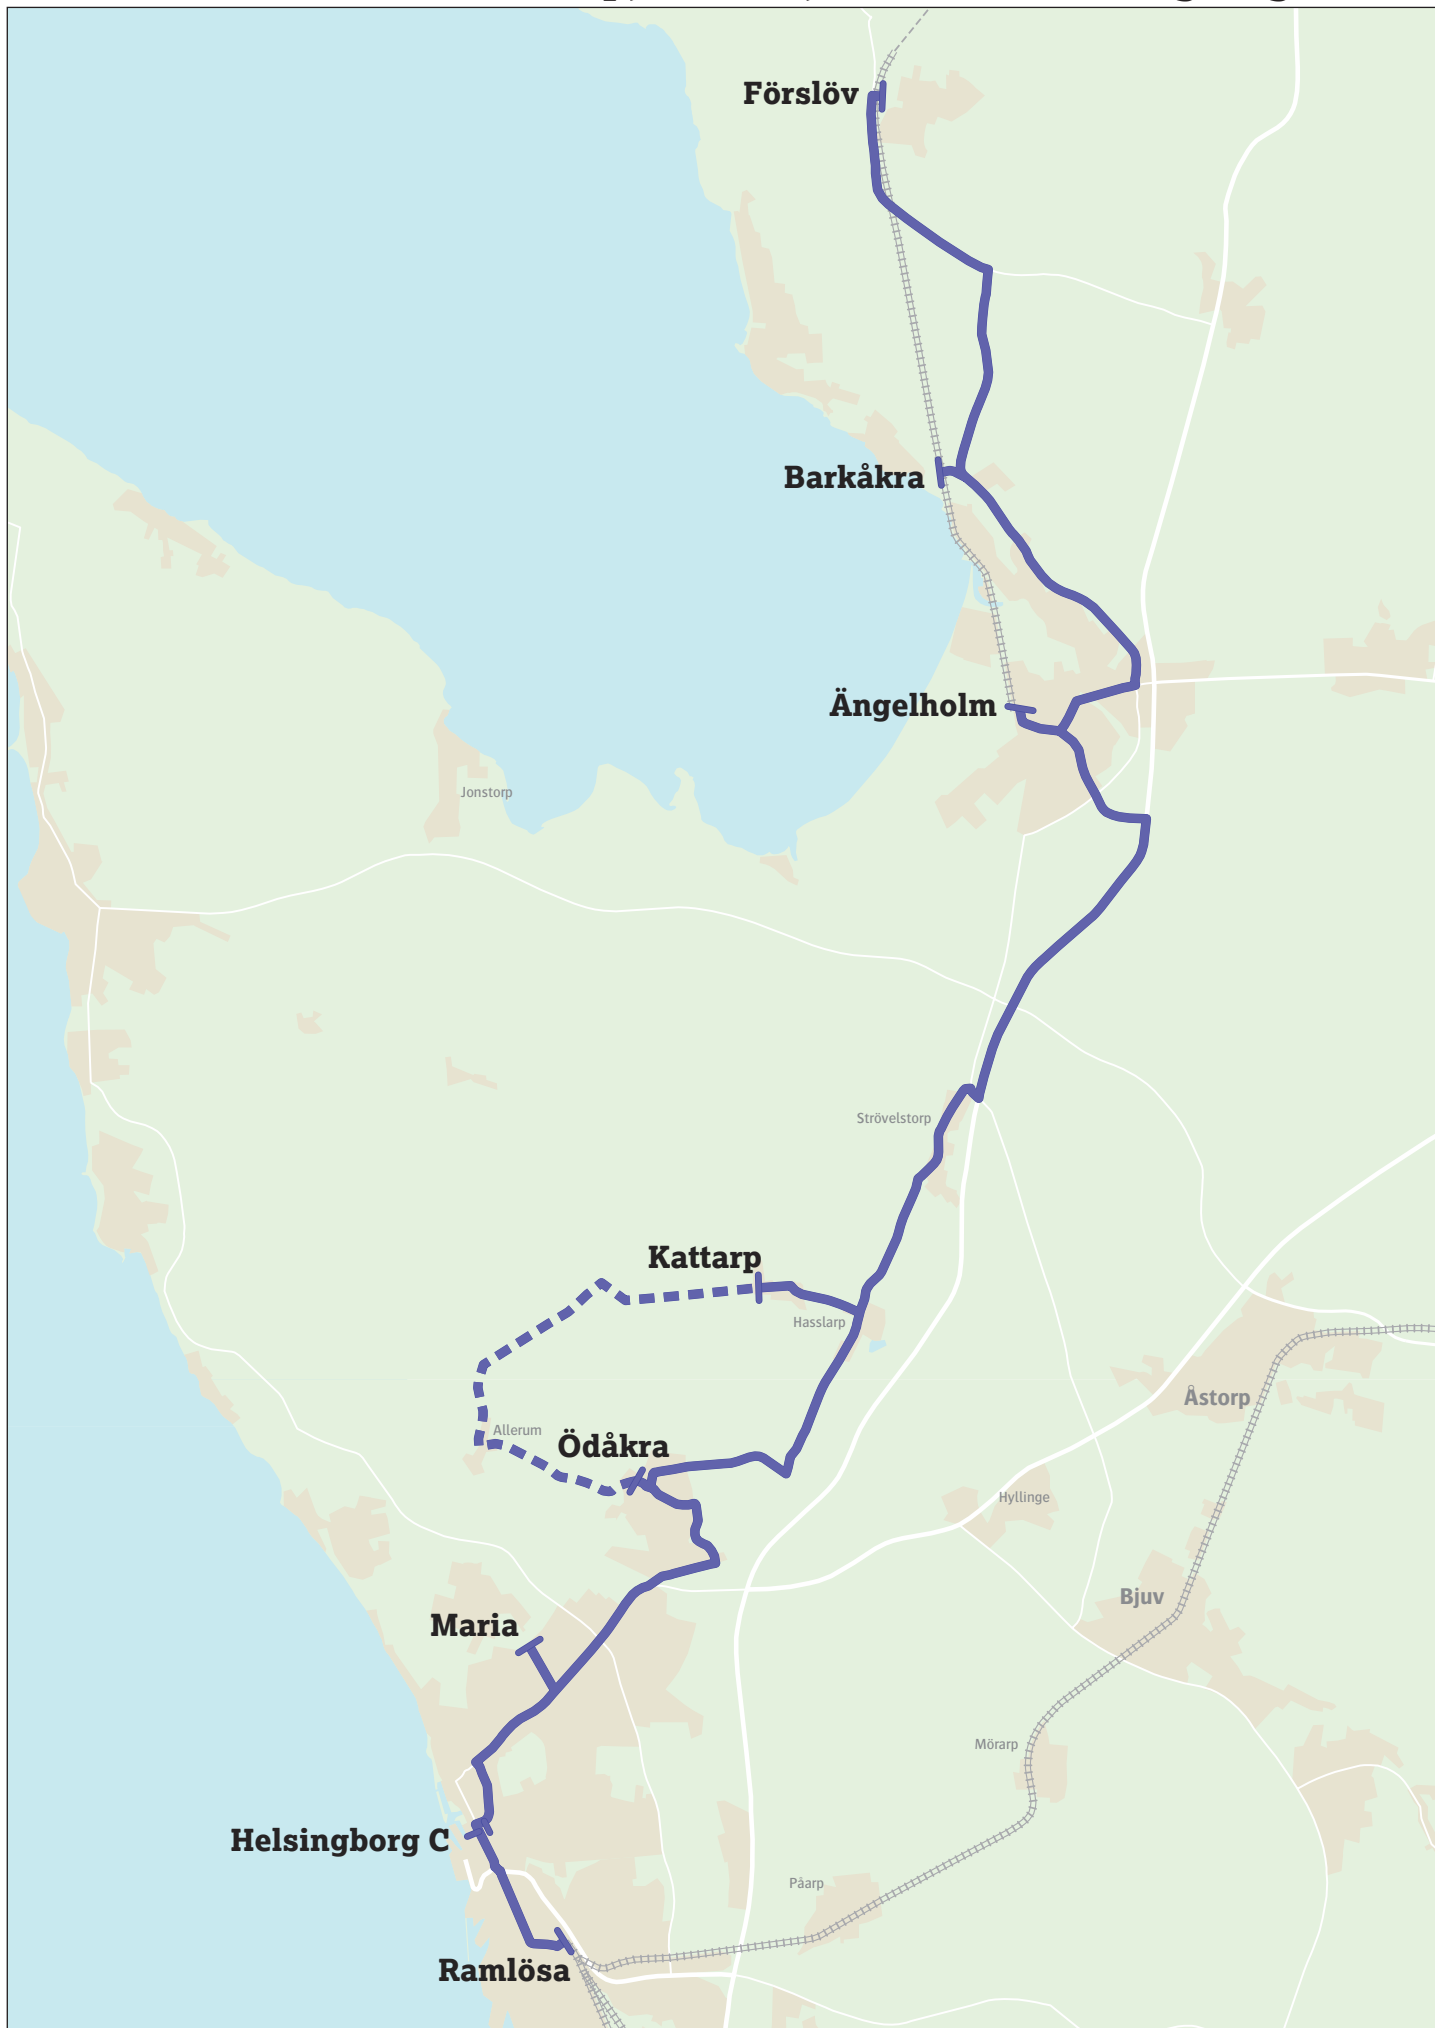 Förslöv
Barkåkra
Ängelholm
Jonstorp
Strövelstorp
Kattarp
Hasslarp
Åstorp
Allerum
Ödåkra
Hyllinge
Bjuv
Maria
Mörarp
Helsingborg C
Påarp
Ramlösa